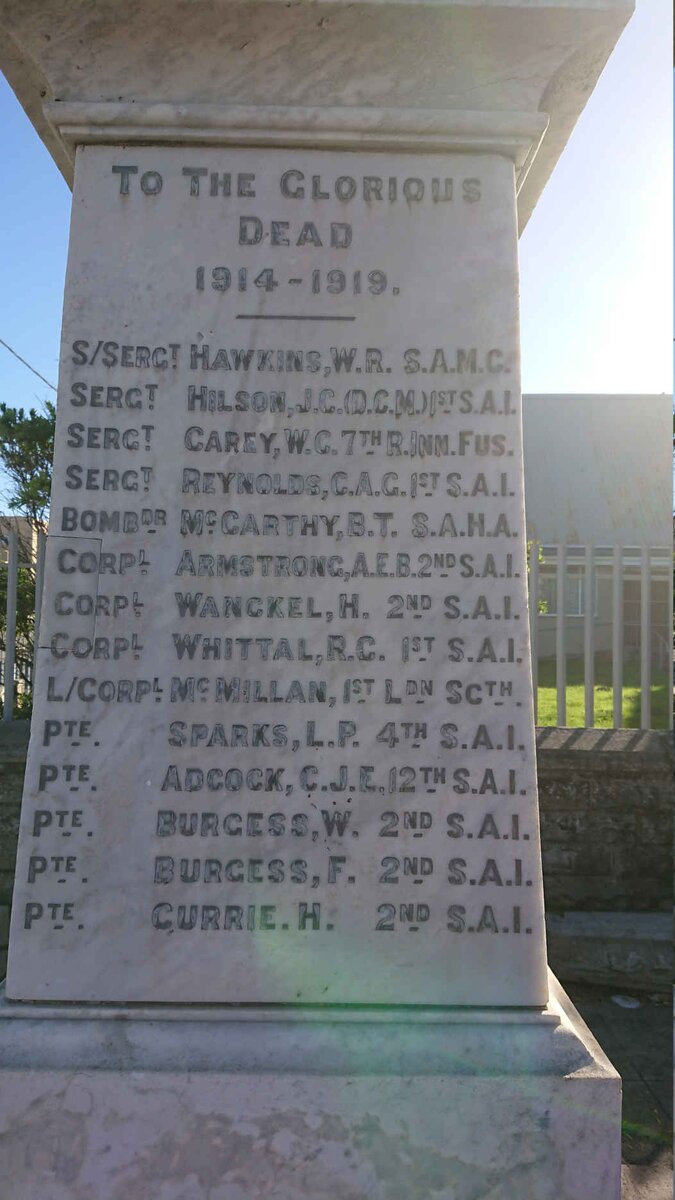 TO THE GLORIOUS
DEAD
1914-1919.
S/SERGT HAWKINS, W.R. S.A.M.C.
SERGT HILSON, J.C. (D.C.M.) 1ST S.A.I.
SERGT CAREY, W.C. 7TH R. INN. FUS.
SERGT REYNOLDS, C.A.G. 1ST S.A.I.
BOMBDR MCCARTHY, B.T. S.A.H.A.
CORPL ARMSTRONG, A.E.B. 2ND S.A.I.
CORPL WANCKEL, H. 2ND S.A.I.
CORPL WHITTAL, R.C. 1ST S.A.I.
L/CORPL MCMILLAN, 1ST LDN SCTH.
PTE. SPARKS, L.P. 4TH S.A.I.
PTE. ADCOCK, C.J.E. 12TH S.A.I.
PTE. BURGESS, W. 2ND S.A.I.
PTE. BURGESS, F. 2ND S.A.I.
PTE. CURRIE. H. 2ND S.A.I.